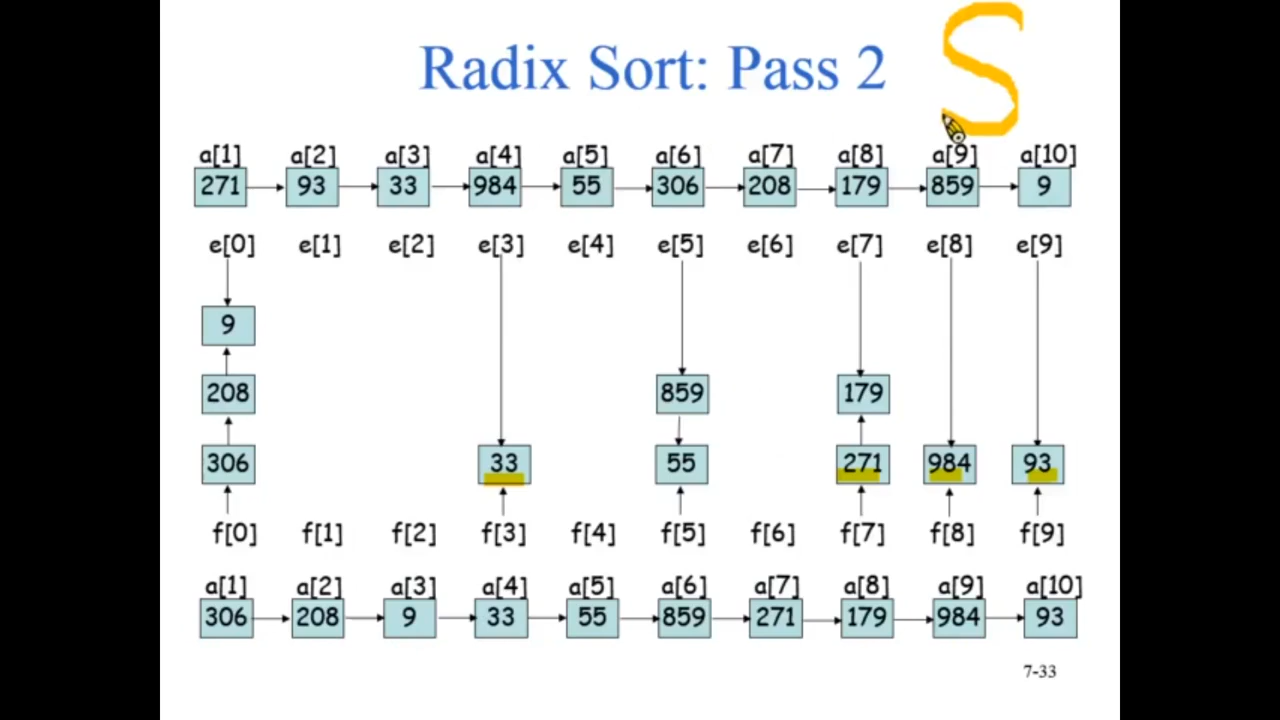 Radix Sort: Pass 2 S
a[1] a[2] a[3] a[4] a[5] a[6] a[7] a[8] a[9] a[10]
271 93 33 984 55 306 208 179 859 9
e[0] e[1] e[2] e[3] e[4] e[5] e[6] e[7] e[8] e[9]
9
208 859 179
306 33 55 271 984 93
f[0] f[1] f[2] f[3] f[4] f[5] f[6] f[7] f[8] f[9]
a[1] a[2] a[3] a[4] a[5] a[6] a[7] a[8] a[9] a[10]
306 208 9 33 55 859 271 179 984 93
7-33